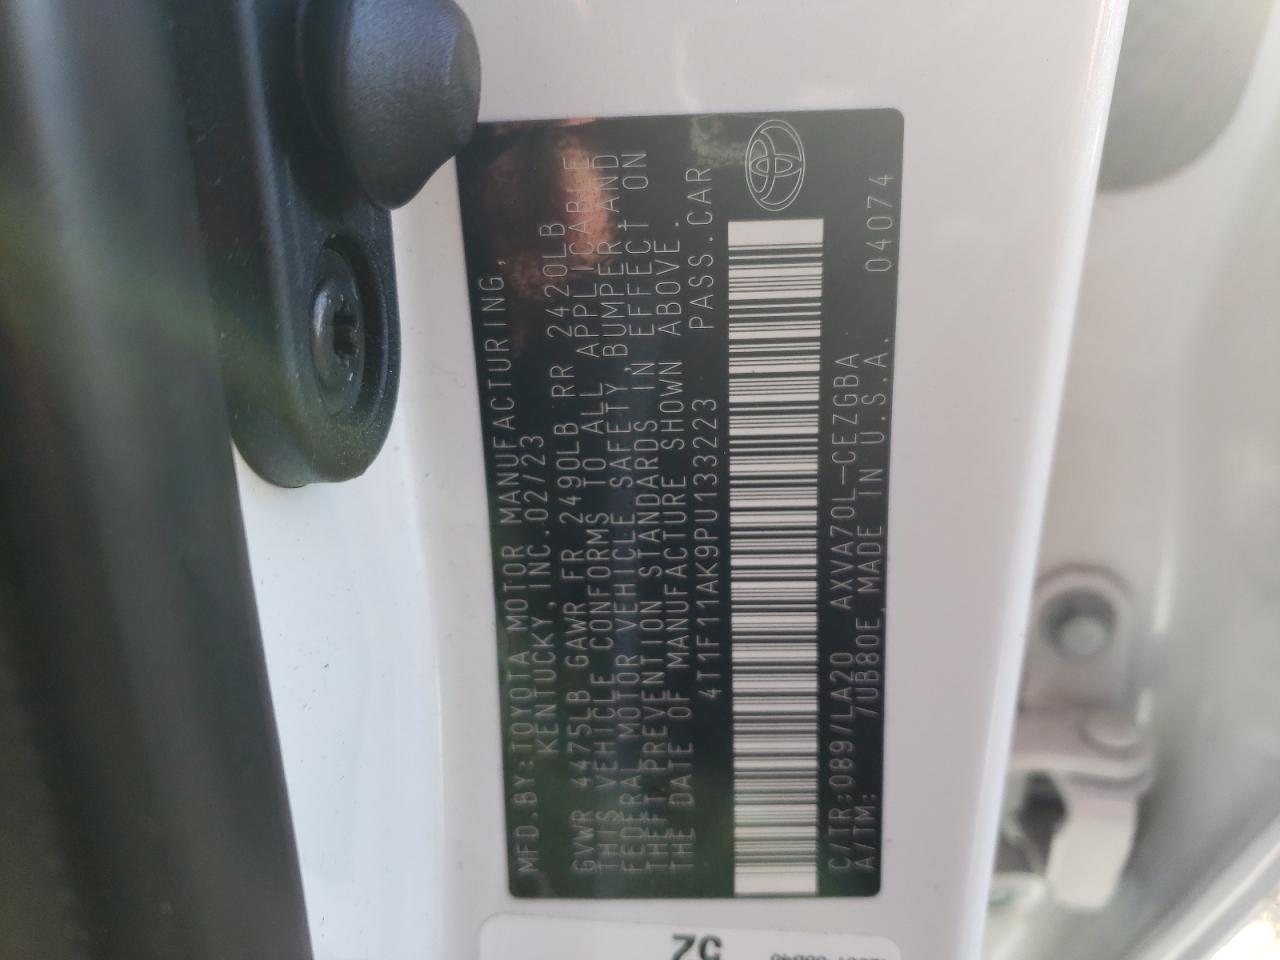 MFD.BY:TOYOTA MOTOR MANUFACTURING,
KENTUCKY, INC. 02/23
GVWR 4475LB GAWR FR 2490LB RR 2420LB
THIS VEHICLE CONFORMS TO ALL APPLICABLE
FEDERAL MOTOR VEHICLE SAFETY, BUMPER, AND
THEFT PREVENTION STANDARDS IN EFFECT ON
THE DATE OF MANUFACTURE SHOWN ABOVE.
4T1F11AK9PU133223 PASS.CAR
C/TR:089/LA20 AXVA70L-CEZGBA
A/TM: /UB80E,MADE IN U.S.A. 04074
52